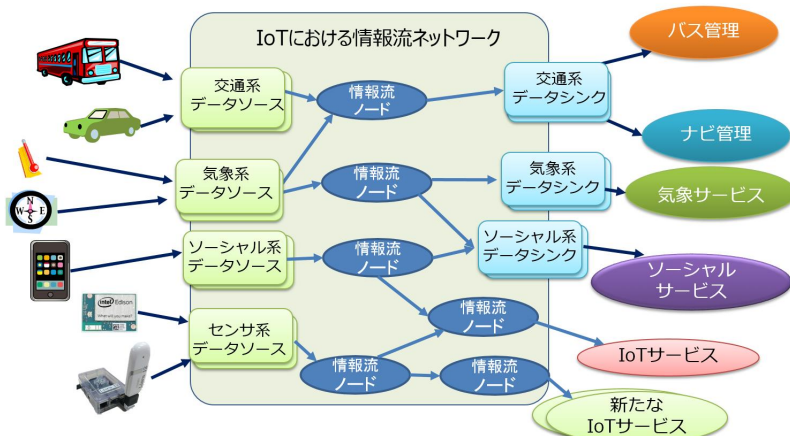 IoTにおける情報流ネットワーク
バス管理
交通系
データソース
情報流
ノード
交通系
データシンク
ナビ管理
気象系
データソース
情報流
ノード
気象系
データシンク
気象サービス
N
W E
S
ソーシャル系
データソース
情報流
ノード
ソーシャル系
データシンク
ソーシャル
サービス
intel Edison
What will you make?
センサ系
データソース
情報流
ノード
IoTサービス
情報流
ノード
情報流
ノード
新たな
IoTサービス